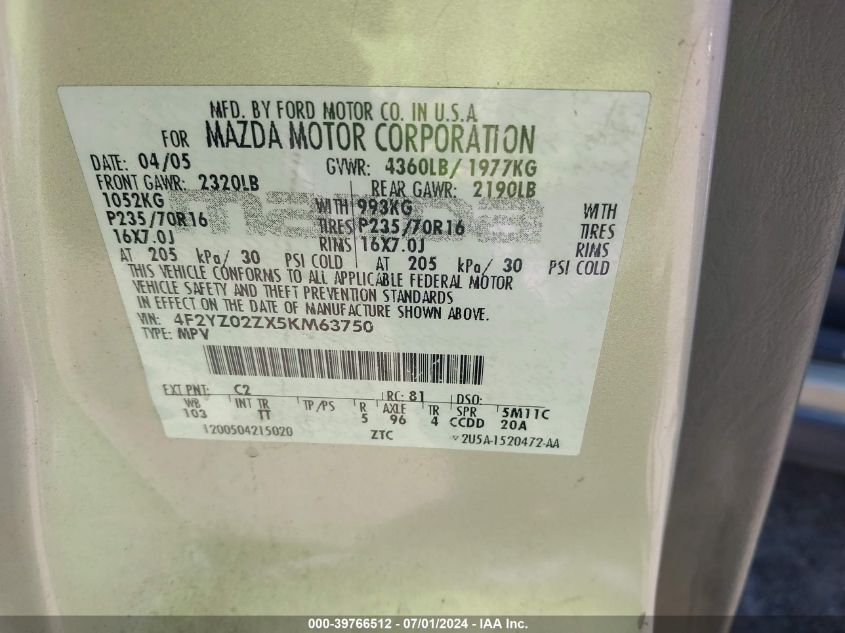 MFD. BY FORD MOTOR CO. IN U.S.A
FOR MAZDA MOTOR CORPORATION
DATE: 04/05 GVWR: 4360LB/ 1977KG
FRONT GAWR: 2320LB REAR GAWR: 2190LB
1052KG WITH 993KG WITH
P235/70R16 TIRES P235/70R16 TIRES
16X7.0J RIMS 16X7.0J RIMS
AT 205 kPa/ 30 PSI COLD AT 205 kPa/ 30 PSI COLD
THIS VEHICLE CONFORMS TO ALL APPLICABLE FEDERAL MOTOR
VEHICLE SAFETY AND THEFT PREVENTION STANDARDS
IN EFFECT ON THE DATE OF MANUFACTURE SHOWN ABOVE.
VIN: 4F2YZ02ZX5KM63750
TYPE: MPV
EXT PNT: C2 RC: 81 DSO:
WB INT TR TP/PS R AXLE TR SPR 5M11C
103 TT 5 96 4 CCDD 20A
1200504215020 ZTC v 2U5A-1520472-AA
mazda
000-39766512 - 07/01/2024 - IAA Inc.